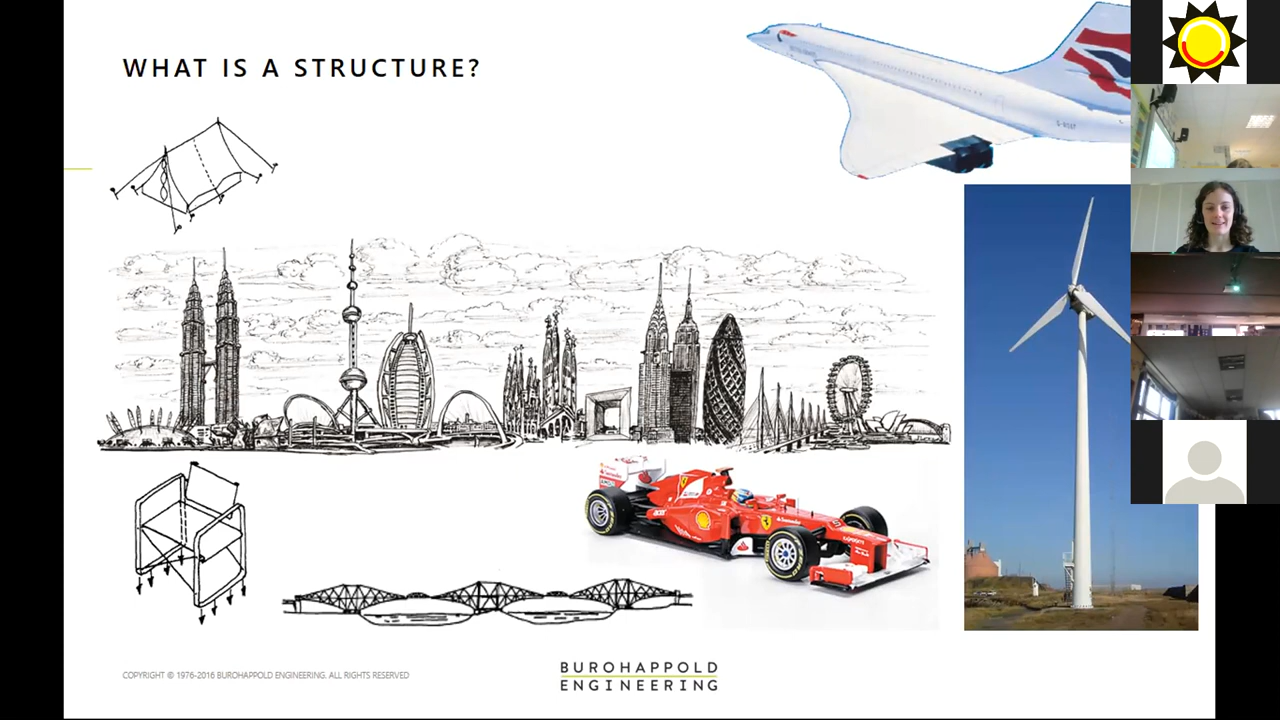 WHAT IS A STRUCTURE?
COPYRIGHT © 1976-2016 BUROHAPPOLD ENGINEERING. ALL RIGHTS RESERVED
BUROHAPPOLD
ENGINEERING